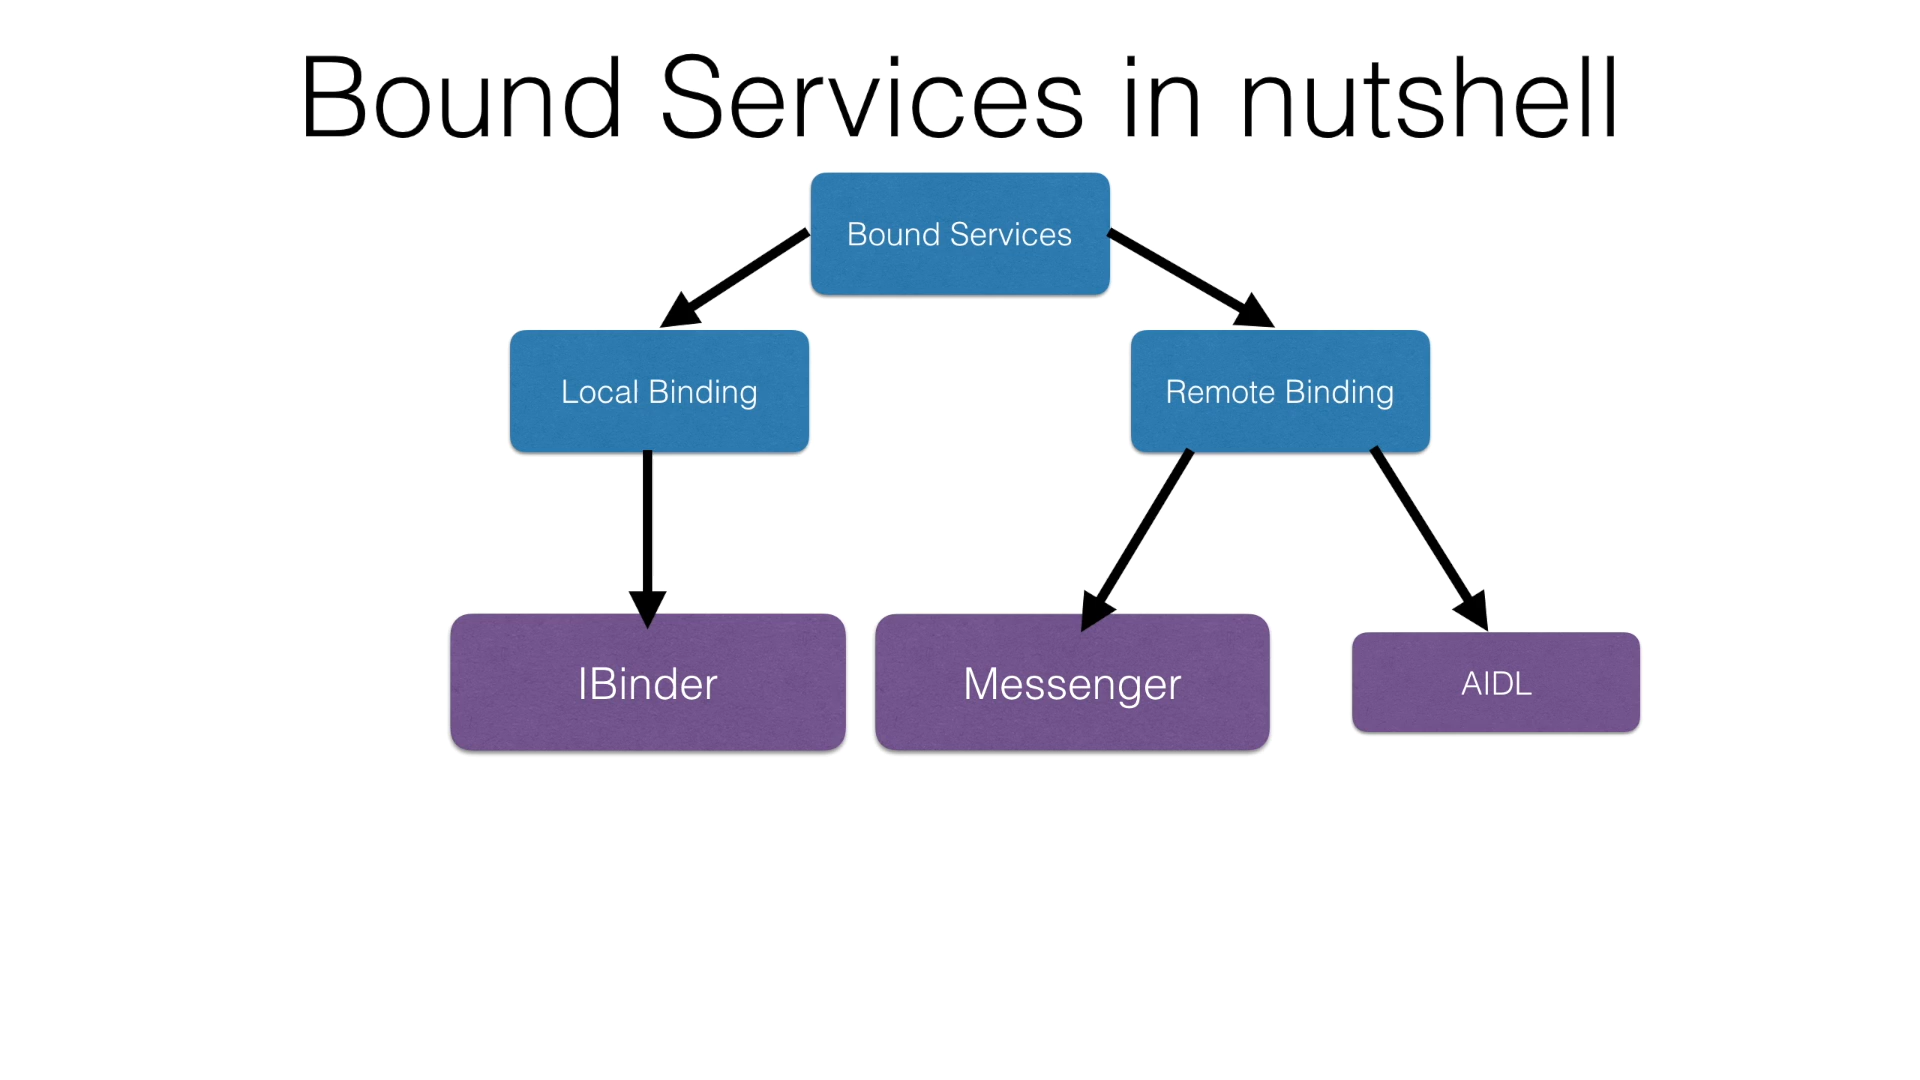 Bound Services in nutshell
Bound Services
Local Binding
Remote Binding
IBinder
Messenger
AIDL